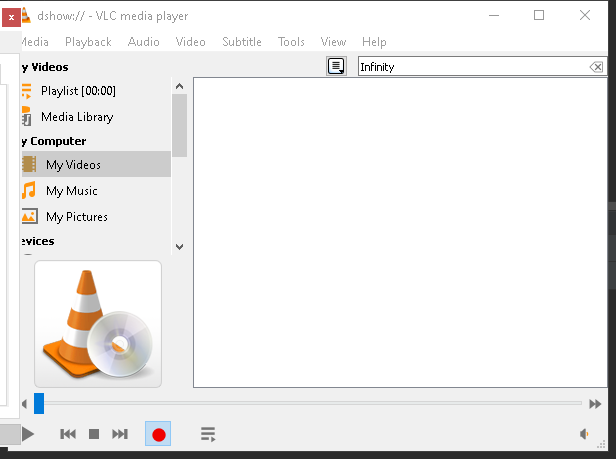 dshow:// - VLC media player
Media Playback Audio Video Subtitle Tools View Help
y Videos
Infinity
Playlist [00:00]
Media Library
y Computer
My Videos
My Music
My Pictures
evices